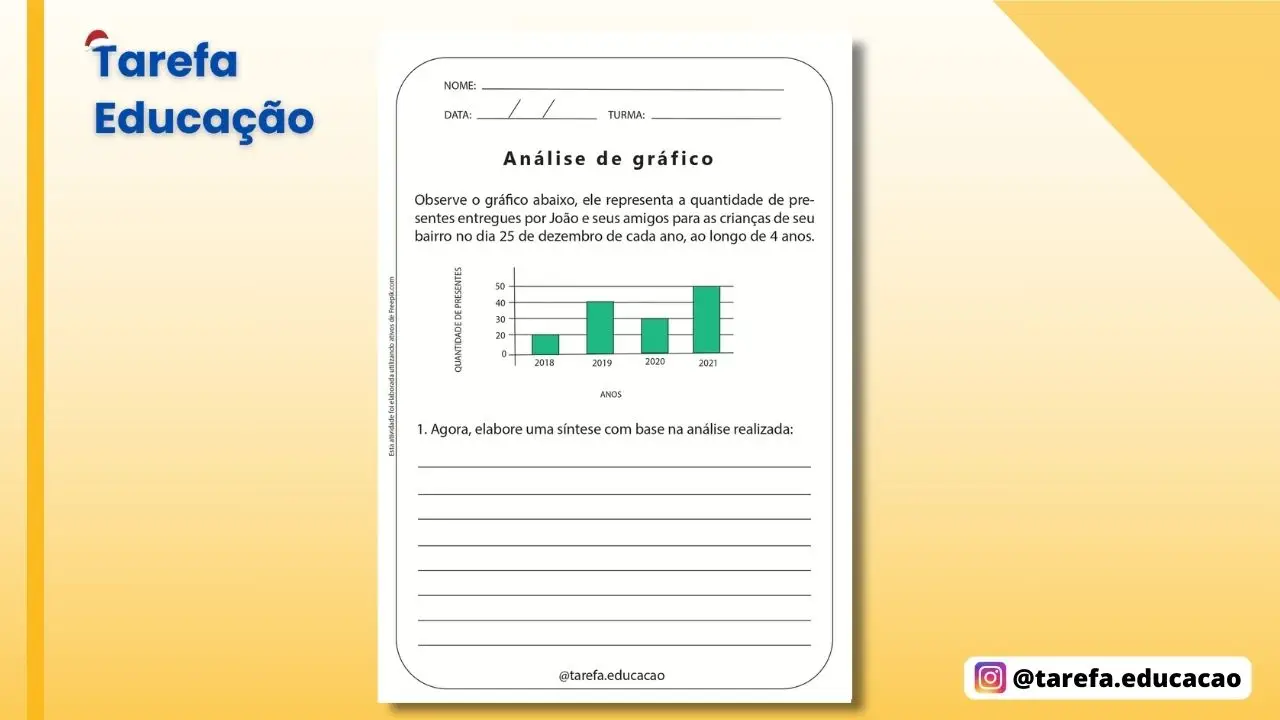 Tarefa
Educação
NOME:
DATA: / / TURMA:
Análise de gráfico
Observe o gráfico abaixo, ele representa a quantidade de pre-
sentes entregues por João e seus amigos para as crianças de seu
bairro no dia 25 de dezembro de cada ano, ao longo de 4 anos.
QUANTIDADE DE PRESENTES
50
40
30
20
0
2018 2019 2020 2021
ANOS
Esta atividade foi elaborada utilizando ativos de Freepik.com
1. Agora, elabore uma síntese com base na análise realizada:
@tarefa.educacao
@tarefa.educacao